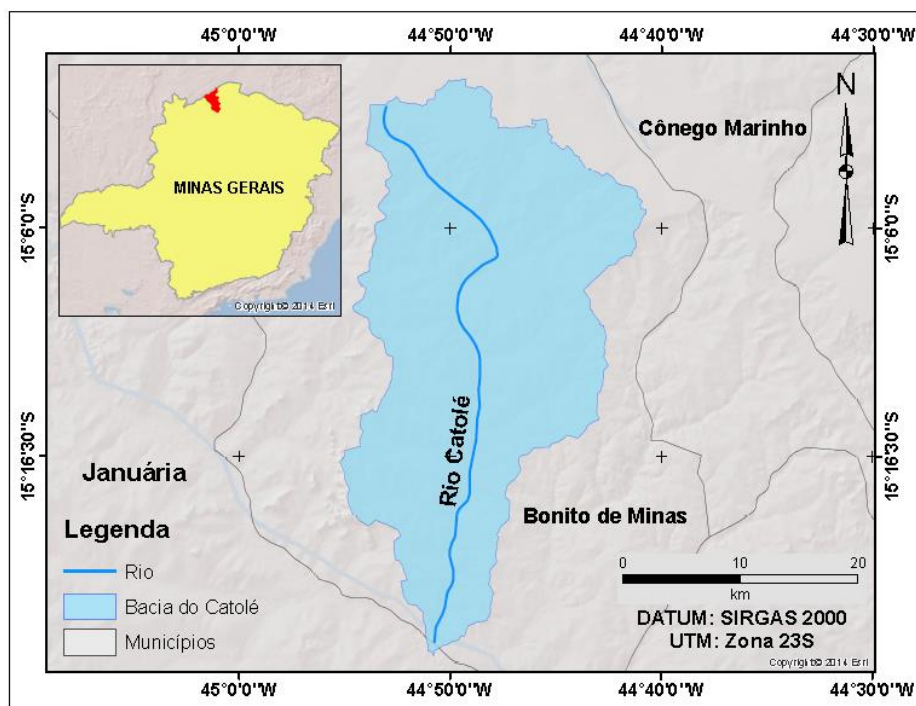 45°0'0"W 44°50'0"W 44°40'0"W 44°30'0"W
MINAS GERAIS
Copyright:© 2014 Esri
N
Cônego Marinho
15°6'0"S 15°6'0"S
15°16'30"S 15°16'30"S
Rio Catolé
Januária
Bonito de Minas
Legenda
Rio
Bacia do Catolé
Municípios
0 10 20
km
DATUM: SIRGAS 2000
UTM: Zona 23S
Copyright:© 2014 Esri
45°0'0"W 44°50'0"W 44°40'0"W 44°30'0"W